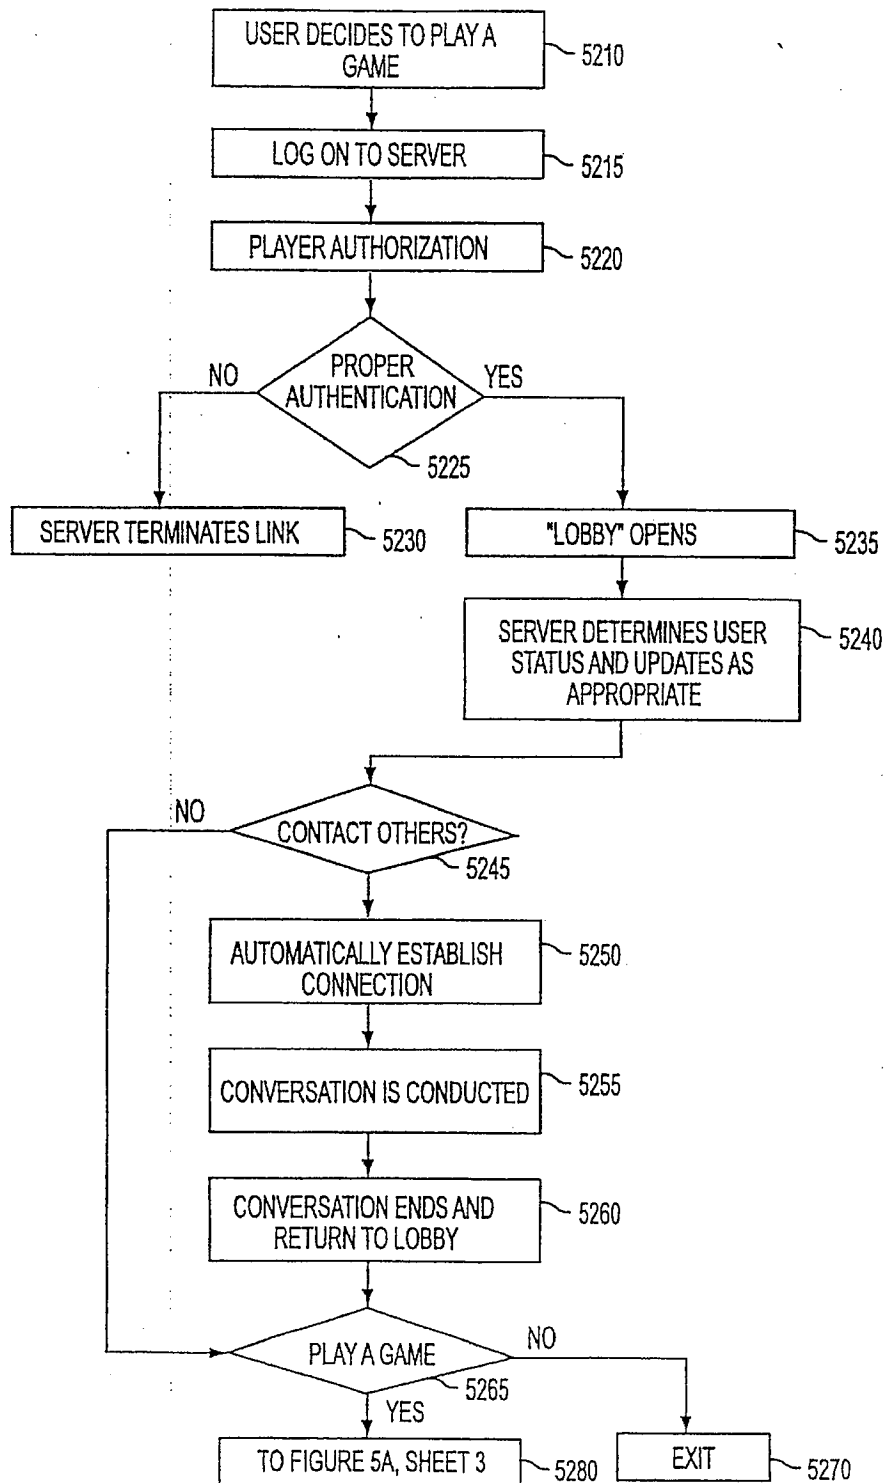 USER DECIDES TO PLAY A
GAME
5210
LOG ON TO SERVER
5215
PLAYER AUTHORIZATION
5220
PROPER
AUTHENTICATION
NO
YES
5225
SERVER TERMINATES LINK
5230
"LOBBY" OPENS
5235
SERVER DETERMINES USER
STATUS AND UPDATES AS
APPROPRIATE
5240
NO
CONTACT OTHERS?
5245
AUTOMATICALLY ESTABLISH
CONNECTION
5250
CONVERSATION IS CONDUCTED
5255
CONVERSATION ENDS AND
RETURN TO LOBBY
5260
PLAY A GAME
NO
5265
YES
TO FIGURE 5A, SHEET 3
5280
EXIT
5270